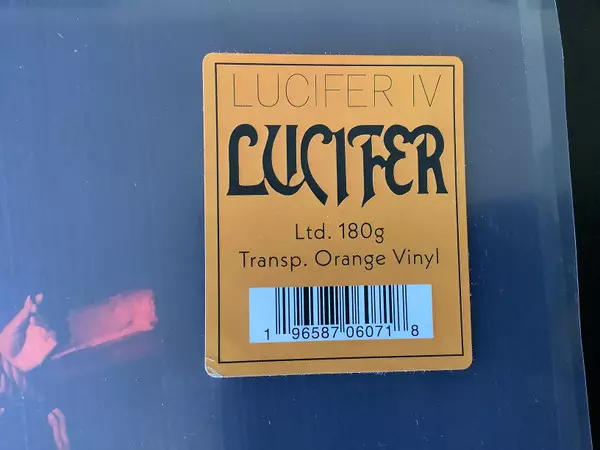 LUCIFER IV
LUCIFER
Ltd. 180g
Transp. Orange Vinyl
1 96587 06071 8